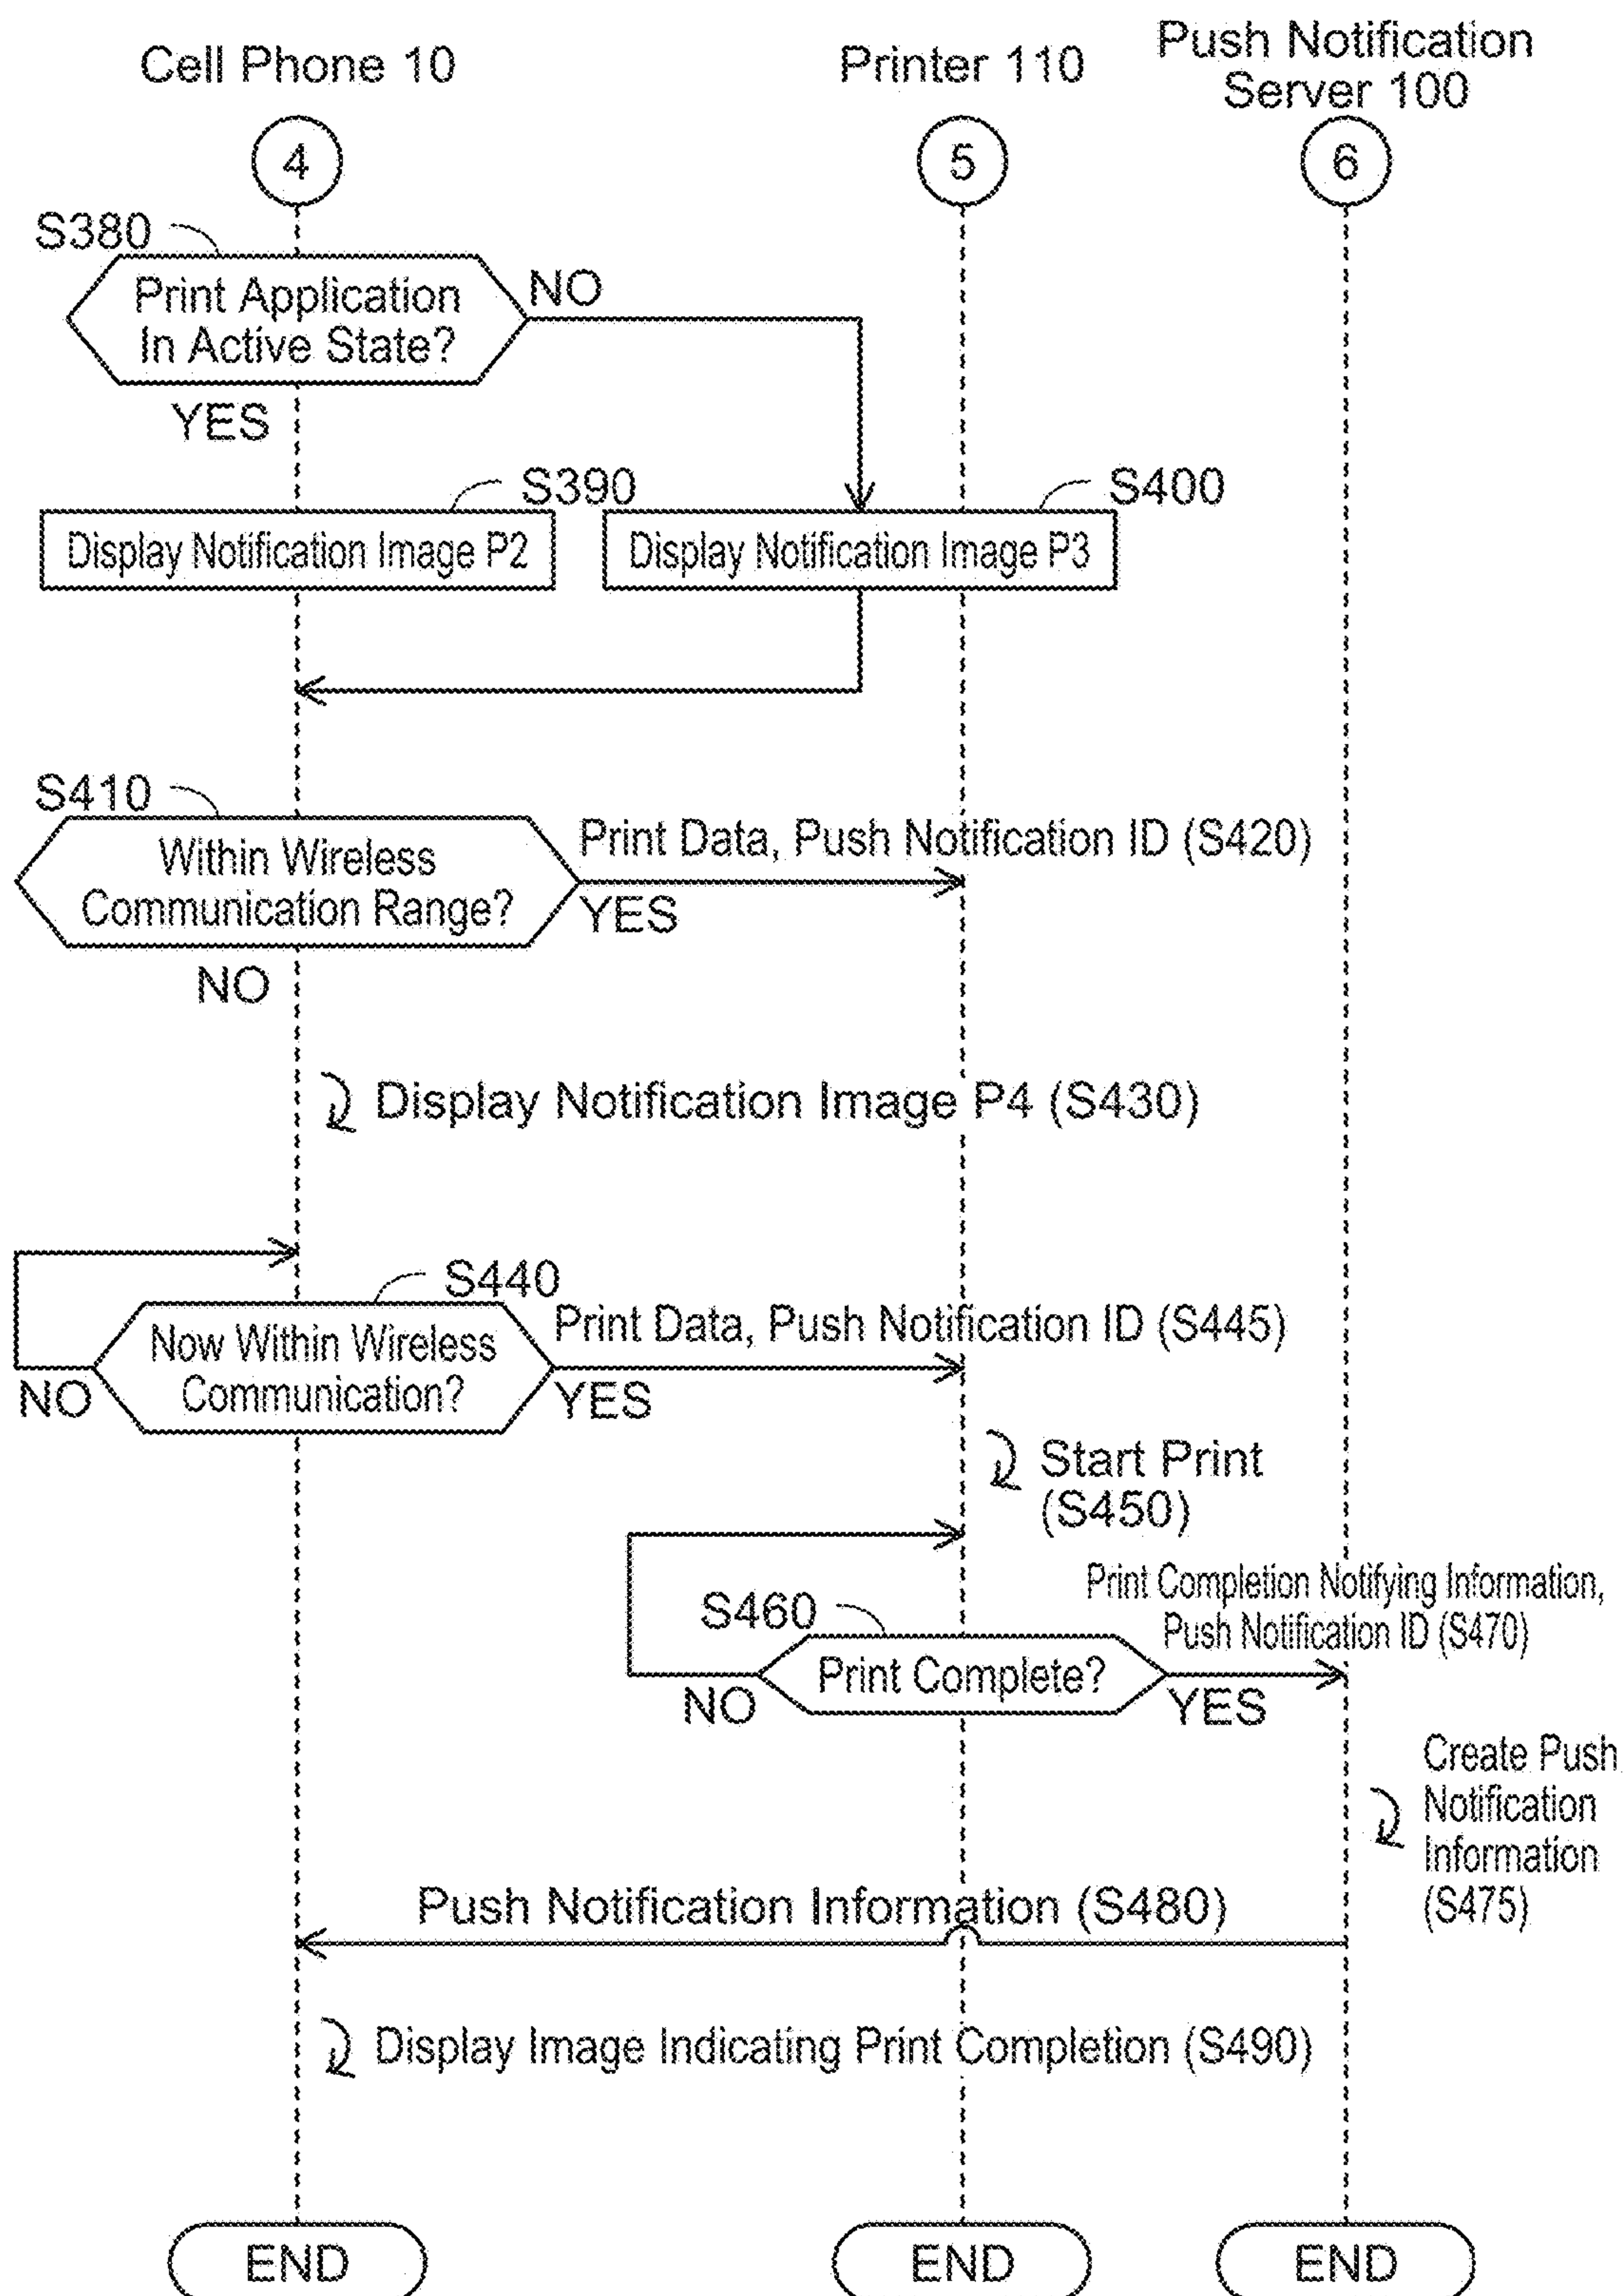 Cell Phone 10
Printer 110
Push Notification
Server 100
4
5
6
S380
Print Application
In Active State?
NO
YES
S390
S400
Display Notification Image P2
Display Notification Image P3
S410
Within Wireless
Communication Range?
Print Data, Push Notification ID (S420)
YES
NO
Display Notification Image P4 (S430)
S440
Now Within Wireless
Communication?
Print Data, Push Notification ID (S445)
NO
YES
Start Print
(S450)
Print Completion Notifying Information,
Push Notification ID (S470)
S460
Print Complete?
NO
YES
Create Push
Notification
Information
(S475)
Push Notification Information (S480)
Display Image Indicating Print Completion (S490)
END
END
END